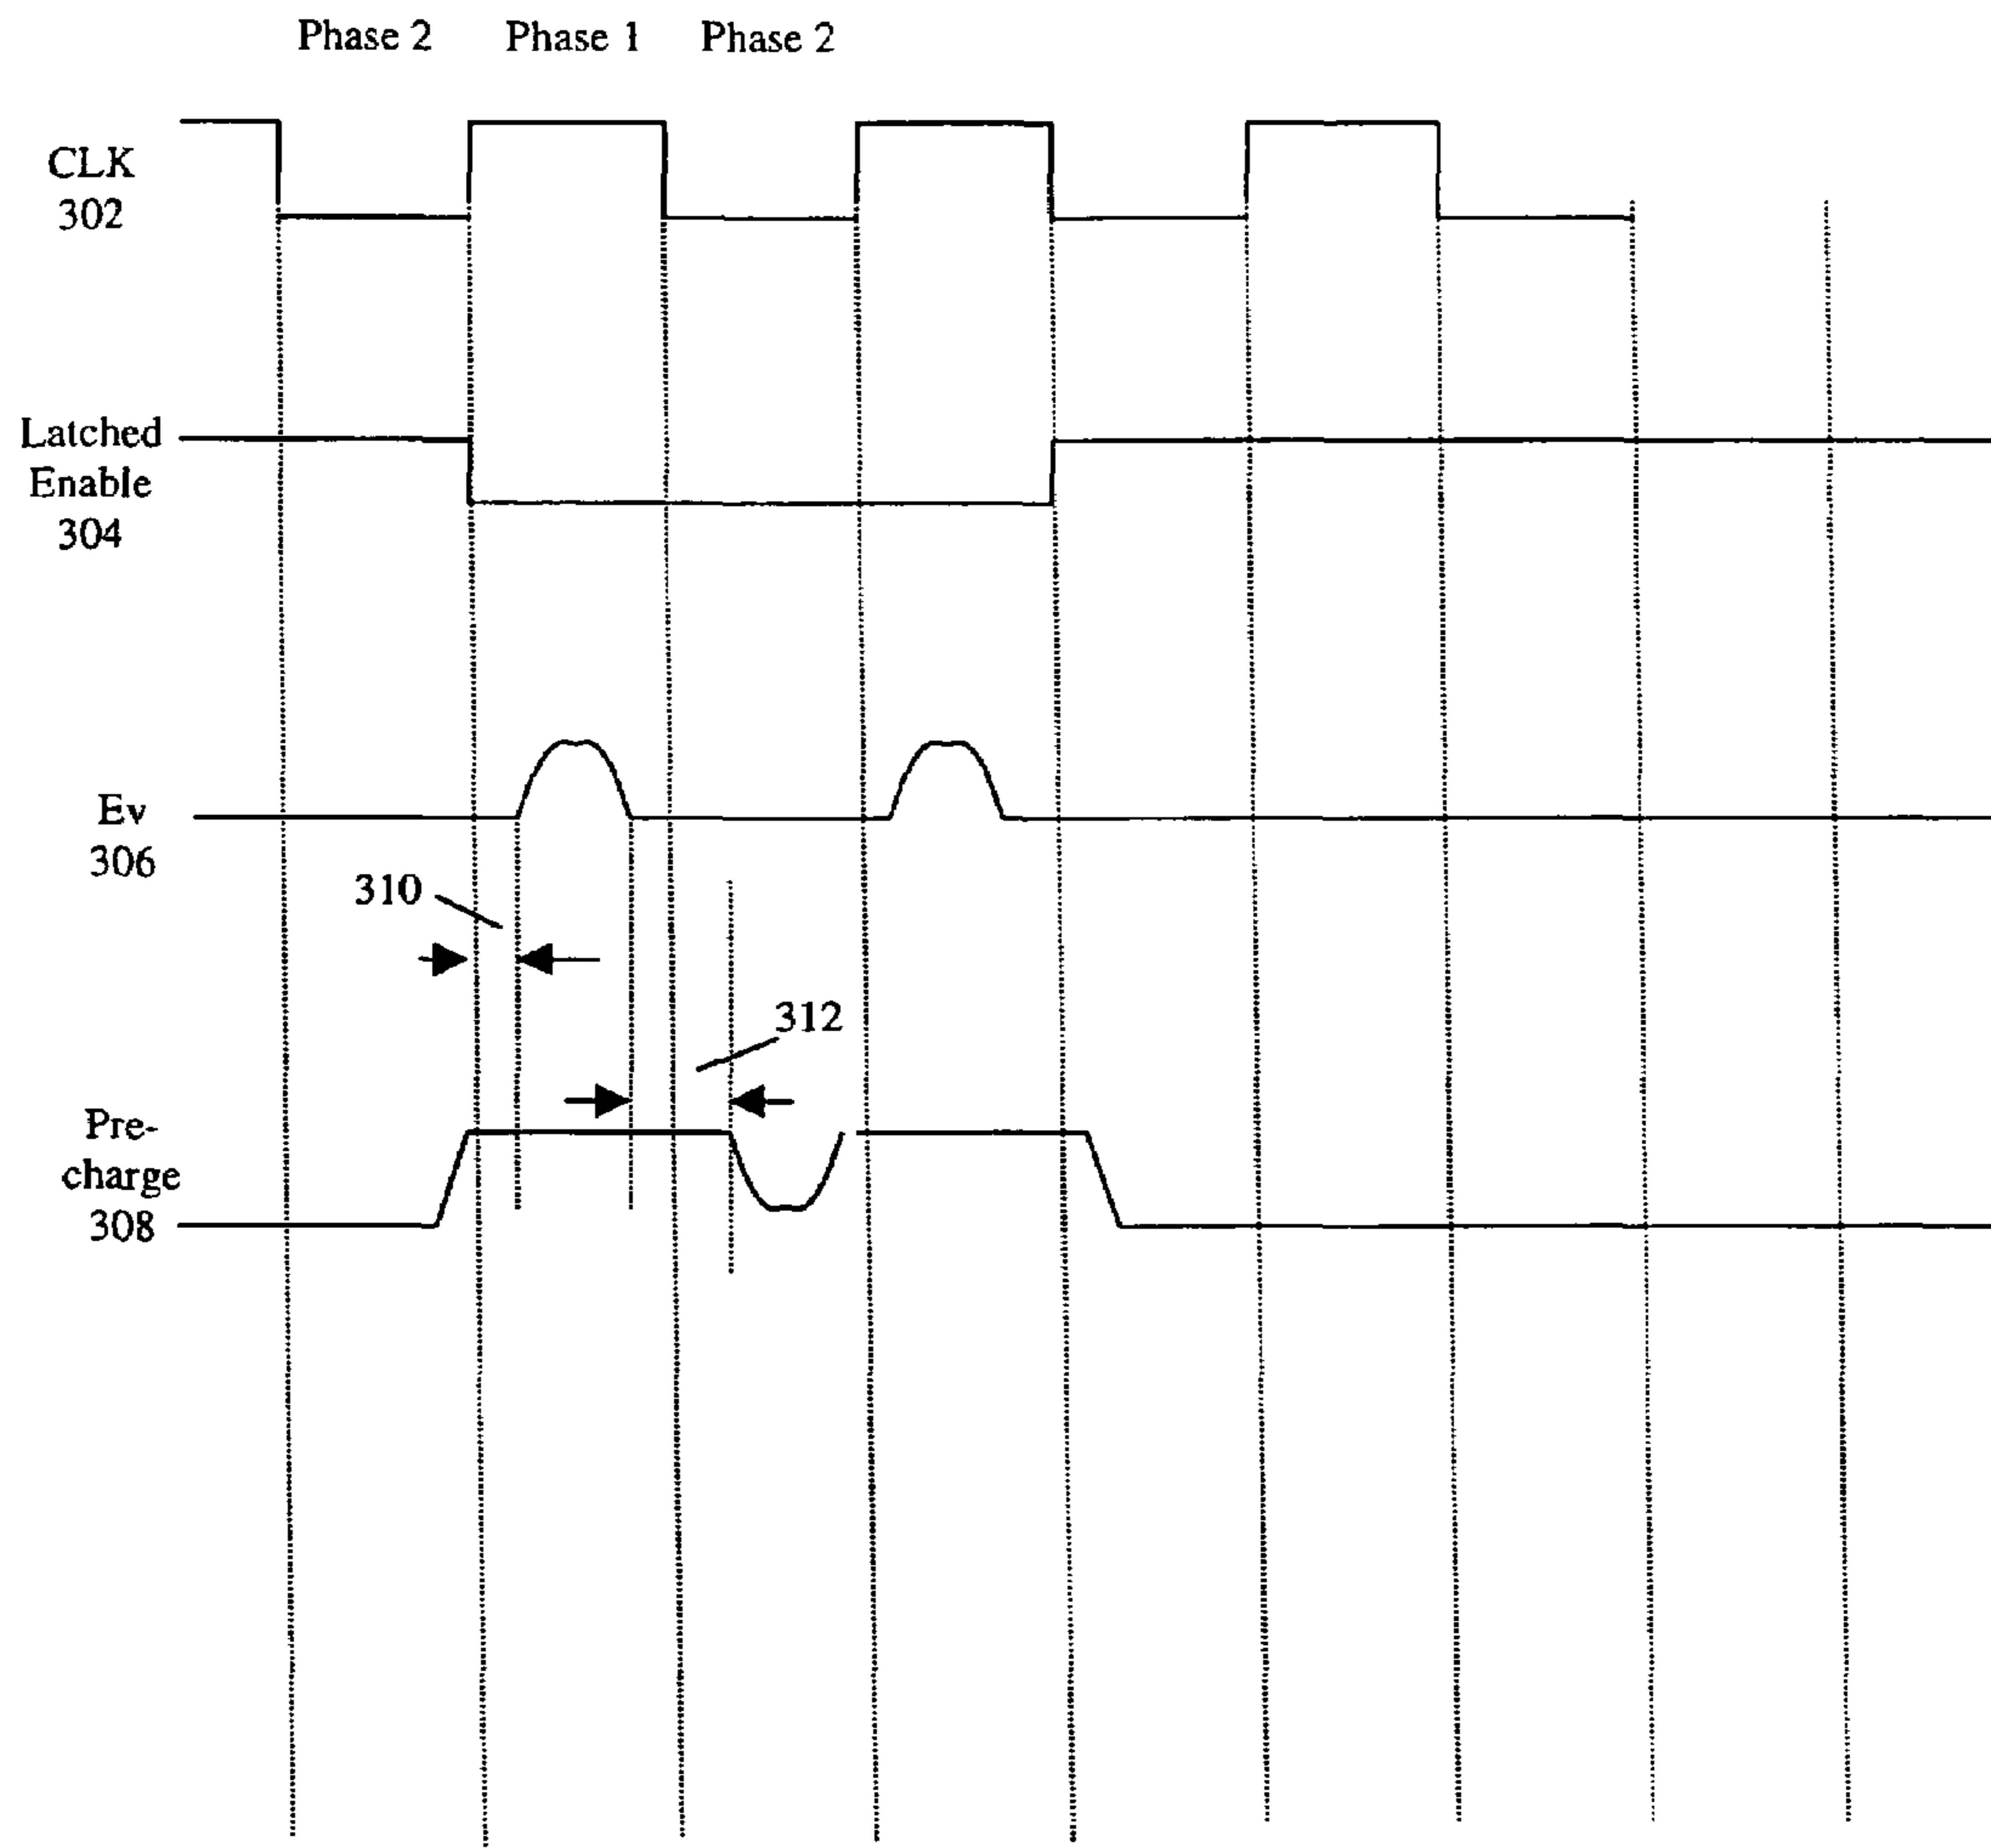 Phase 2 Phase 1 Phase 2
CLK
302
Latched
Enable
304
Ev
306
310
312
Pre-
charge
308